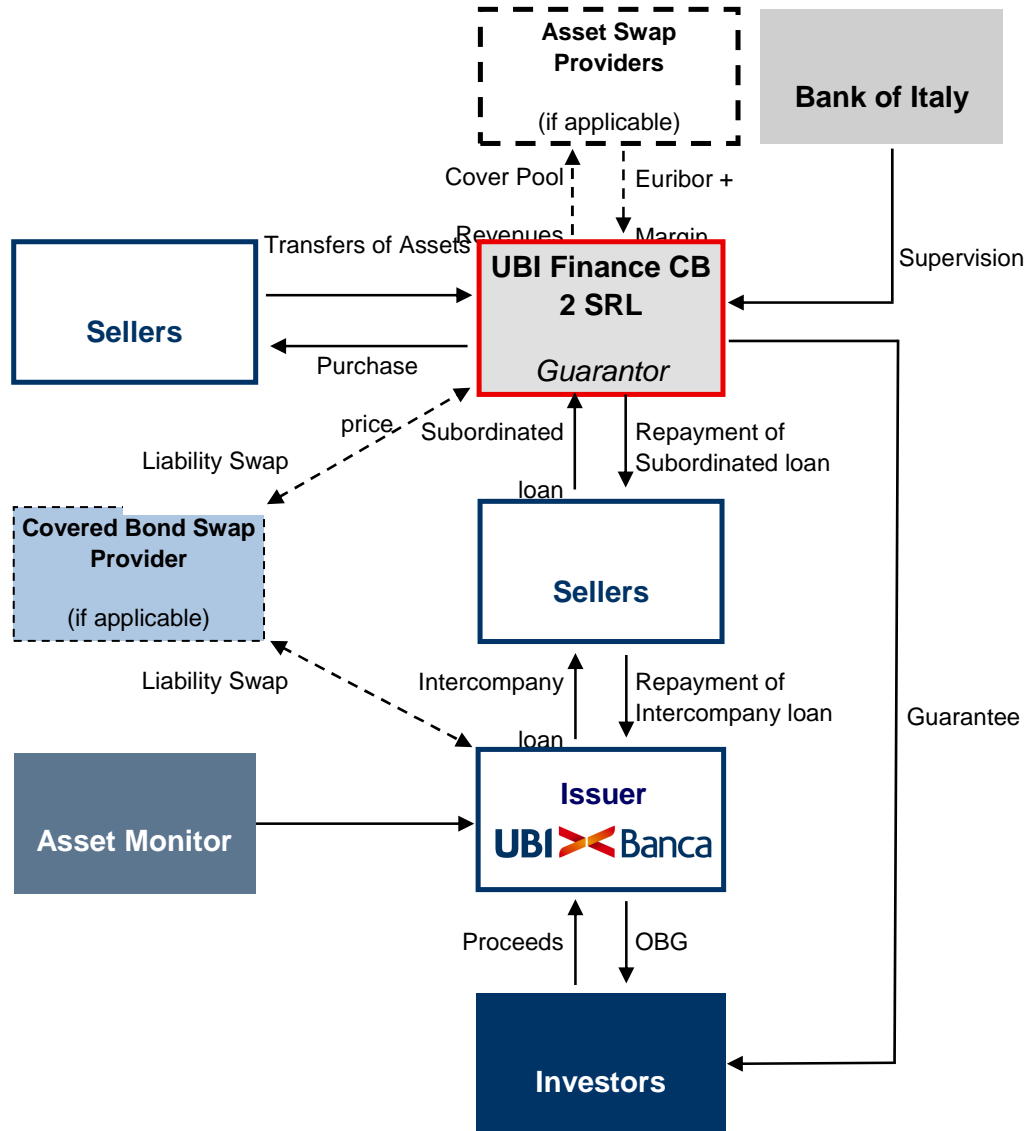 Asset Swap
Providers
(if applicable)
Bank of Italy
Cover Pool
Revenues
Euribor +
Margin
Supervision
Transfers of Assets
Sellers
Purchase
price
UBI Finance CB
2 SRL
Guarantor
Liability Swap
Subordinated
loan
Repayment of
Subordinated loan
Covered Bond Swap
Provider
(if applicable)
Sellers
Liability Swap
Intercompany
loan
Repayment of
Intercompany loan
Guarantee
Asset Monitor
Issuer
UBI Banca
Proceeds
OBG
Investors